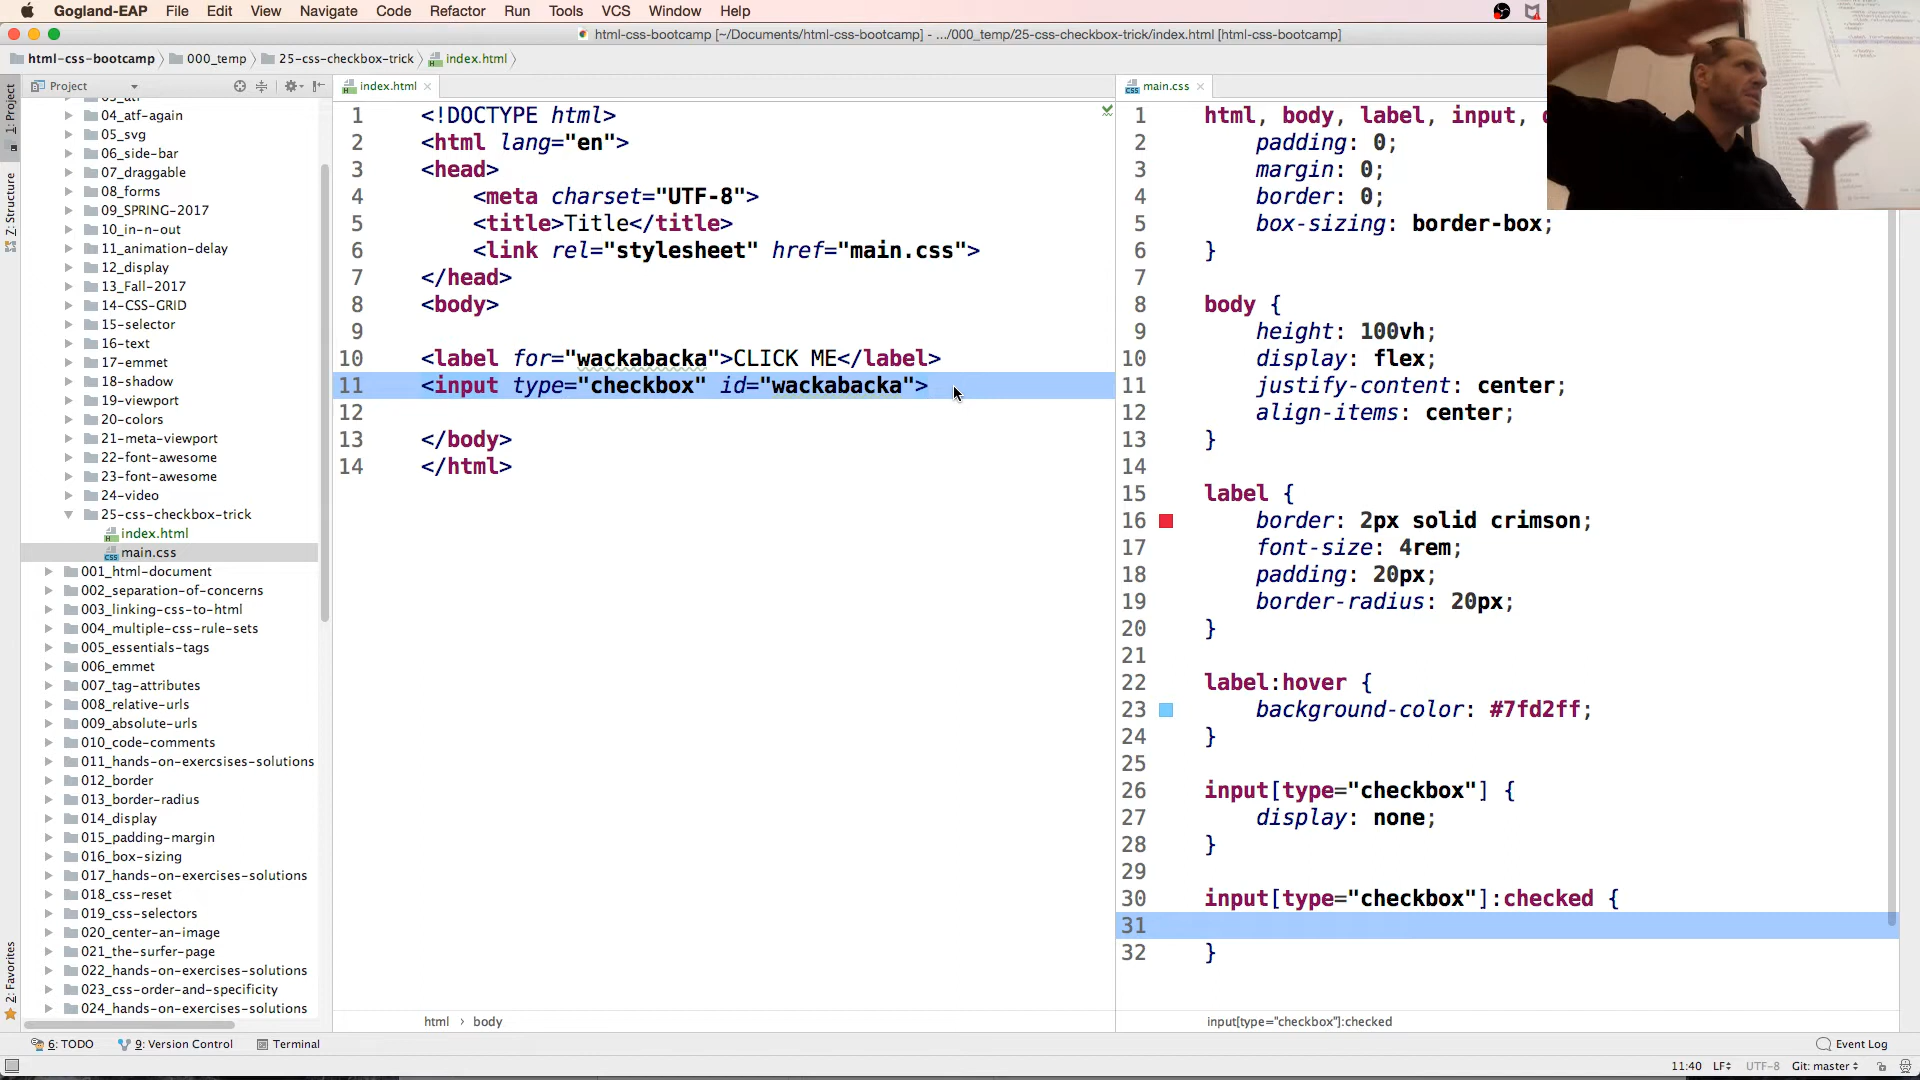 Gogland-EAP File Edit View Navigate Code Refactor Run Tools VCS Window Help
html-css-bootcamp [~/Documents/html-css-bootcamp] - .../000_temp/25-css-checkbox-trick/index.html [html-css-bootcamp]
html-css-bootcamp 000_temp 25-css-checkbox-trick index.html
Project
index.html
main.css
1: Project
Z: Structure
2: Favorites
04_atf-again
05_svg
06_side-bar
07_draggable
08_forms
09_SPRING-2017
10_in-n-out
11_animation-delay
12_display
13_Fall-2017
14-CSS-GRID
15-selector
16-text
17-emmet
18-shadow
19-viewport
20-colors
21-meta-viewport
22-font-awesome
23-font-awesome
24-video
25-css-checkbox-trick
index.html
main.css
001_html-document
002_separation-of-concerns
003_linking-css-to-html
004_multiple-css-rule-sets
005_essentials-tags
006_emmet
007_tag-attributes
008_relative-urls
009_absolute-urls
010_code-comments
011_hands-on-exercsises-solutions
012_border
013_border-radius
014_display
015_padding-margin
016_box-sizing
017_hands-on-exercises-solutions
018_css-reset
019_css-selectors
020_center-an-image
021_the-surfer-page
022_hands-on-exercises-solutions
023_css-order-and-specificity
024_hands-on-exercises-solutions
1 <!DOCTYPE html>
2 <html lang="en">
3 <head>
4 <meta charset="UTF-8">
5 <title>Title</title>
6 <link rel="stylesheet" href="main.css">
7 </head>
8 <body>
9
10 <label for="wackabacka">CLICK ME</label>
11 <input type="checkbox" id="wackabacka">
12
13 </body>
14 </html>
html › body
1 html, body, label, input,
2 padding: 0;
3 margin: 0;
4 border: 0;
5 box-sizing: border-box;
6 }
7
8 body {
9 height: 100vh;
10 display: flex;
11 justify-content: center;
12 align-items: center;
13 }
14
15 label {
16 border: 2px solid crimson;
17 font-size: 4rem;
18 padding: 20px;
19 border-radius: 20px;
20 }
21
22 label:hover {
23 background-color: #7fd2ff;
24 }
25
26 input[type="checkbox"] {
27 display: none;
28 }
29
30 input[type="checkbox"]:checked {
31
32 }
input[type="checkbox"]:checked
6: TODO 9: Version Control Terminal Event Log
11:40 LF UTF-8 Git: master